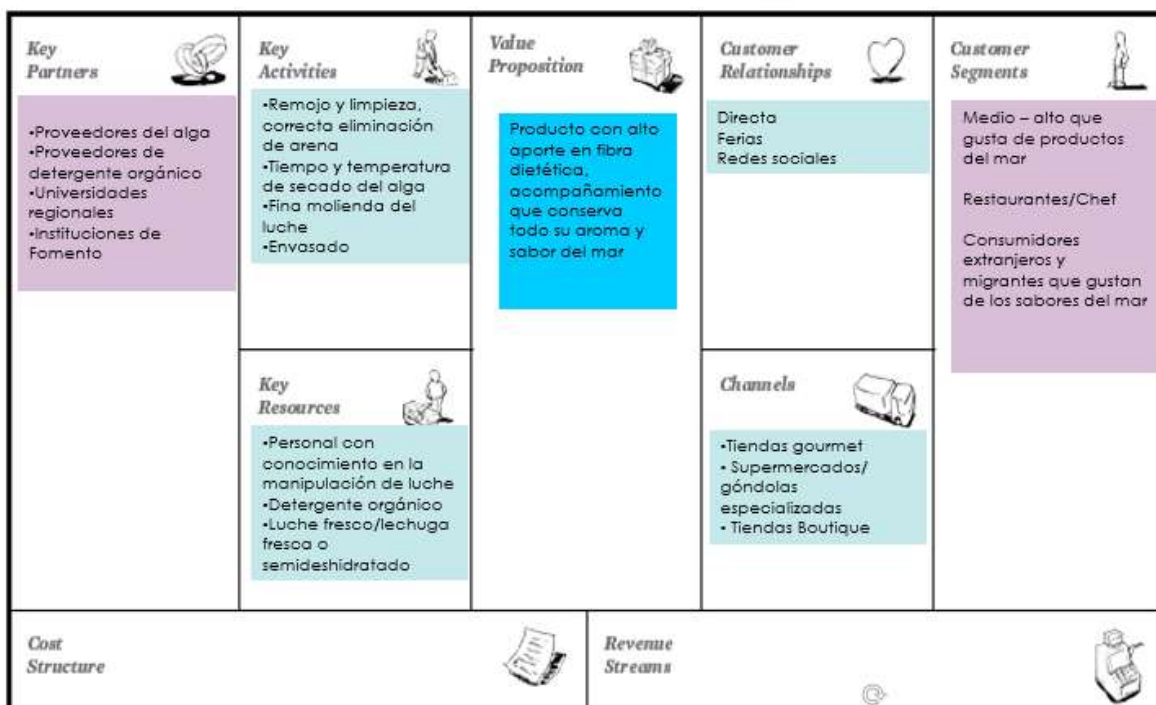 Key
Partners
•Proveedores del alga
•Proveedores de
detergente orgánico
•Universidades
regionales
•Instituciones de
Fomento
Key
Activities
•Remojo y limpieza,
correcta eliminación
de arena
•Tiempo y temperatura
de secado del alga
•Fina molienda del
luche
•Envasado
Key
Resources
•Personal con
conocimiento en la
manipulación de luche
•Detergente orgánico
•Luche fresco/lechuga
fresca o
semideshidratado
Value
Proposition
Producto con alto
aporte en fibra
dietética,
acompañamiento
que conserva
todo su aroma y
sabor del mar
Customer
Relationships
Directa
Ferias
Redes sociales
Channels
•Tiendas gourmet
• Supermercados/
góndolas
especializadas
• Tiendas Boutique
Customer
Segments
Medio – alto que
gusta de productos
del mar
Restaurantes/Chef
Consumidores
extranjeros y
migrantes que gustan
de los sabores del mar
Cost
Structure
Revenue
Streams